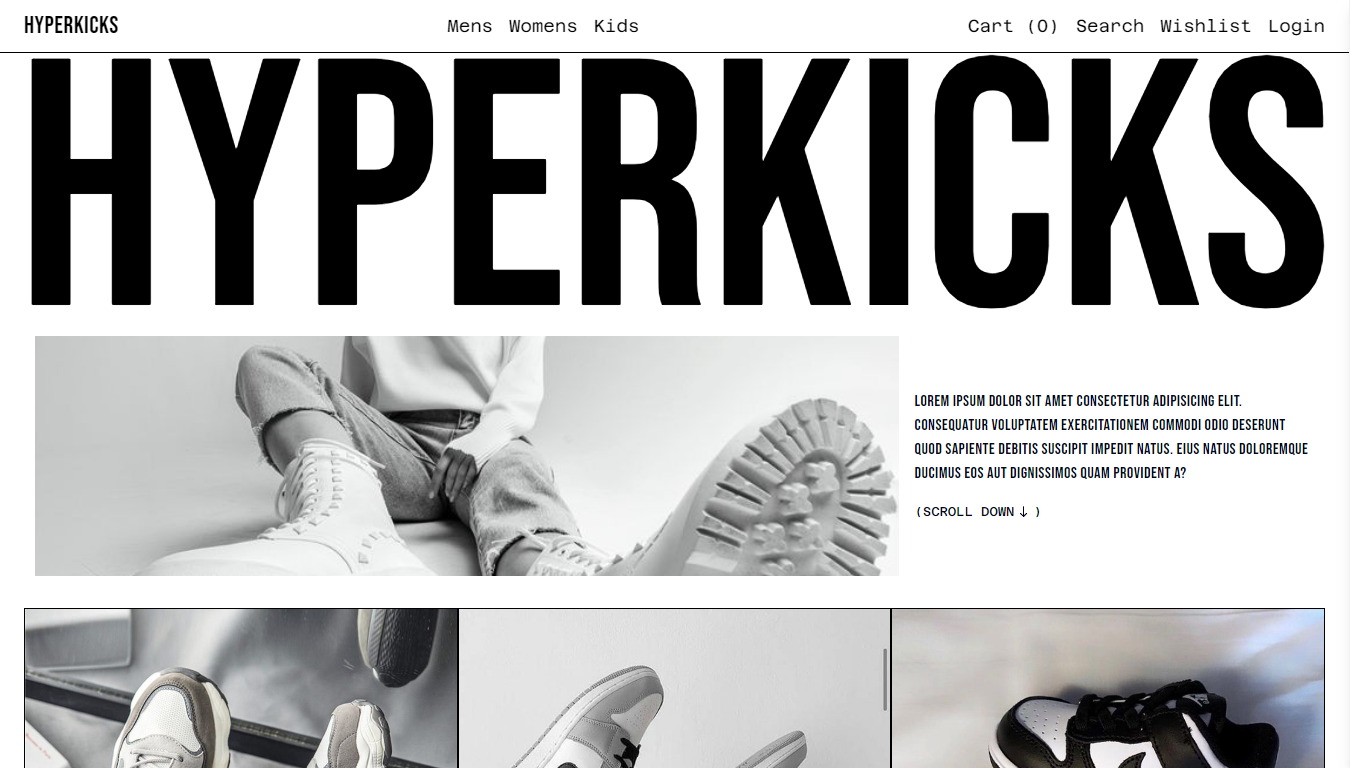 HYPERKICKS
Mens Womens Kids
Cart (0) Search Wishlist Login
HYPERKICKS
LOREM IPSUM DOLOR SIT AMET CONSECTETUR ADIPISICING ELIT.
CONSEQUATUR VOLUPTATEM EXERCITATIONEM COMMODI ODIO DESERUNT
QUOD SAPIENTE DEBITIS SUSCIPIT IMPEDIT NATUS. EIUS NATUS DOLOREMQUE
DUCIMUS EOS AUT DIGNISSIMOS QUAM PROVIDENT A?
(SCROLL DOWN ↓ )